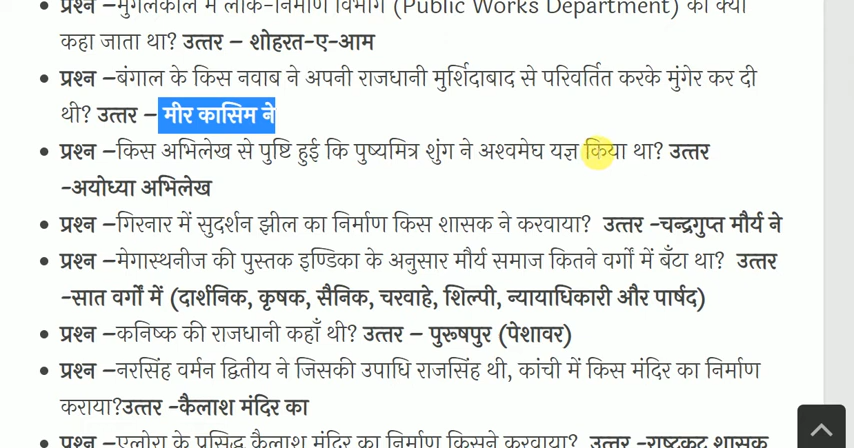 प्रश्न –मुगलकाल में लोक-निर्माण विभाग (Public Works Department) को क्या
कहा जाता था? उत्तर – शोहरत-ए-आम
प्रश्न –बंगाल के किस नवाब ने अपनी राजधानी मुर्शिदाबाद से परिवर्तित करके मुंगेर कर दी
थी? उत्तर – मीर कासिम ने
प्रश्न –किस अभिलेख से पुष्टि हुई कि पुष्यमित्र शुंग ने अश्वमेघ यज्ञ किया था? उत्तर
–अयोध्या अभिलेख
प्रश्न –गिरनार में सुदर्शन झील का निर्माण किस शासक ने करवाया? उत्तर –चन्द्रगुप्त मौर्य ने
प्रश्न –मेगास्थनीज की पुस्तक इण्डिका के अनुसार मौर्य समाज कितने वर्गों में बँटा था? उत्तर
–सात वर्गों में (दार्शनिक, कृषक, सैनिक, चरवाहे, शिल्पी, न्यायाधिकारी और पार्षद)
प्रश्न –कनिष्क की राजधानी कहाँ थी? उत्तर – पुरूषपुर (पेशावर)
प्रश्न –नरसिंह वर्मन द्वितीय ने जिसकी उपाधि राजसिंह थी, कांची में किस मंदिर का निर्माण
कराया?उत्तर –कैलाश मंदिर का
प्रश्न –एलोरा के प्रसिद्ध कैलाश मंदिर का निर्माण किसने करवाया? उत्तर –राष्ट्रकूट शासक